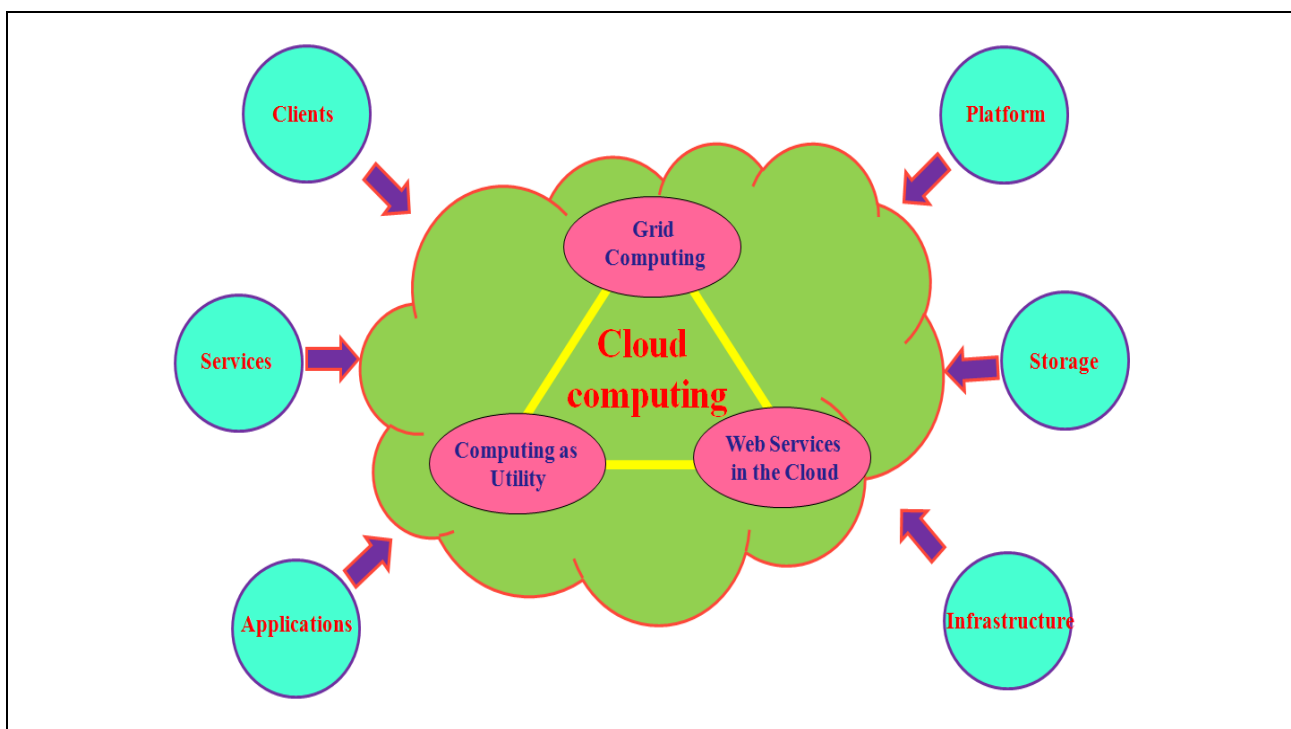 Clients
Platform
Grid
Computing
Cloud
computing
Services
Storage
Computing as
Utility
Web Services
in the Cloud
Applications
Infrastructure